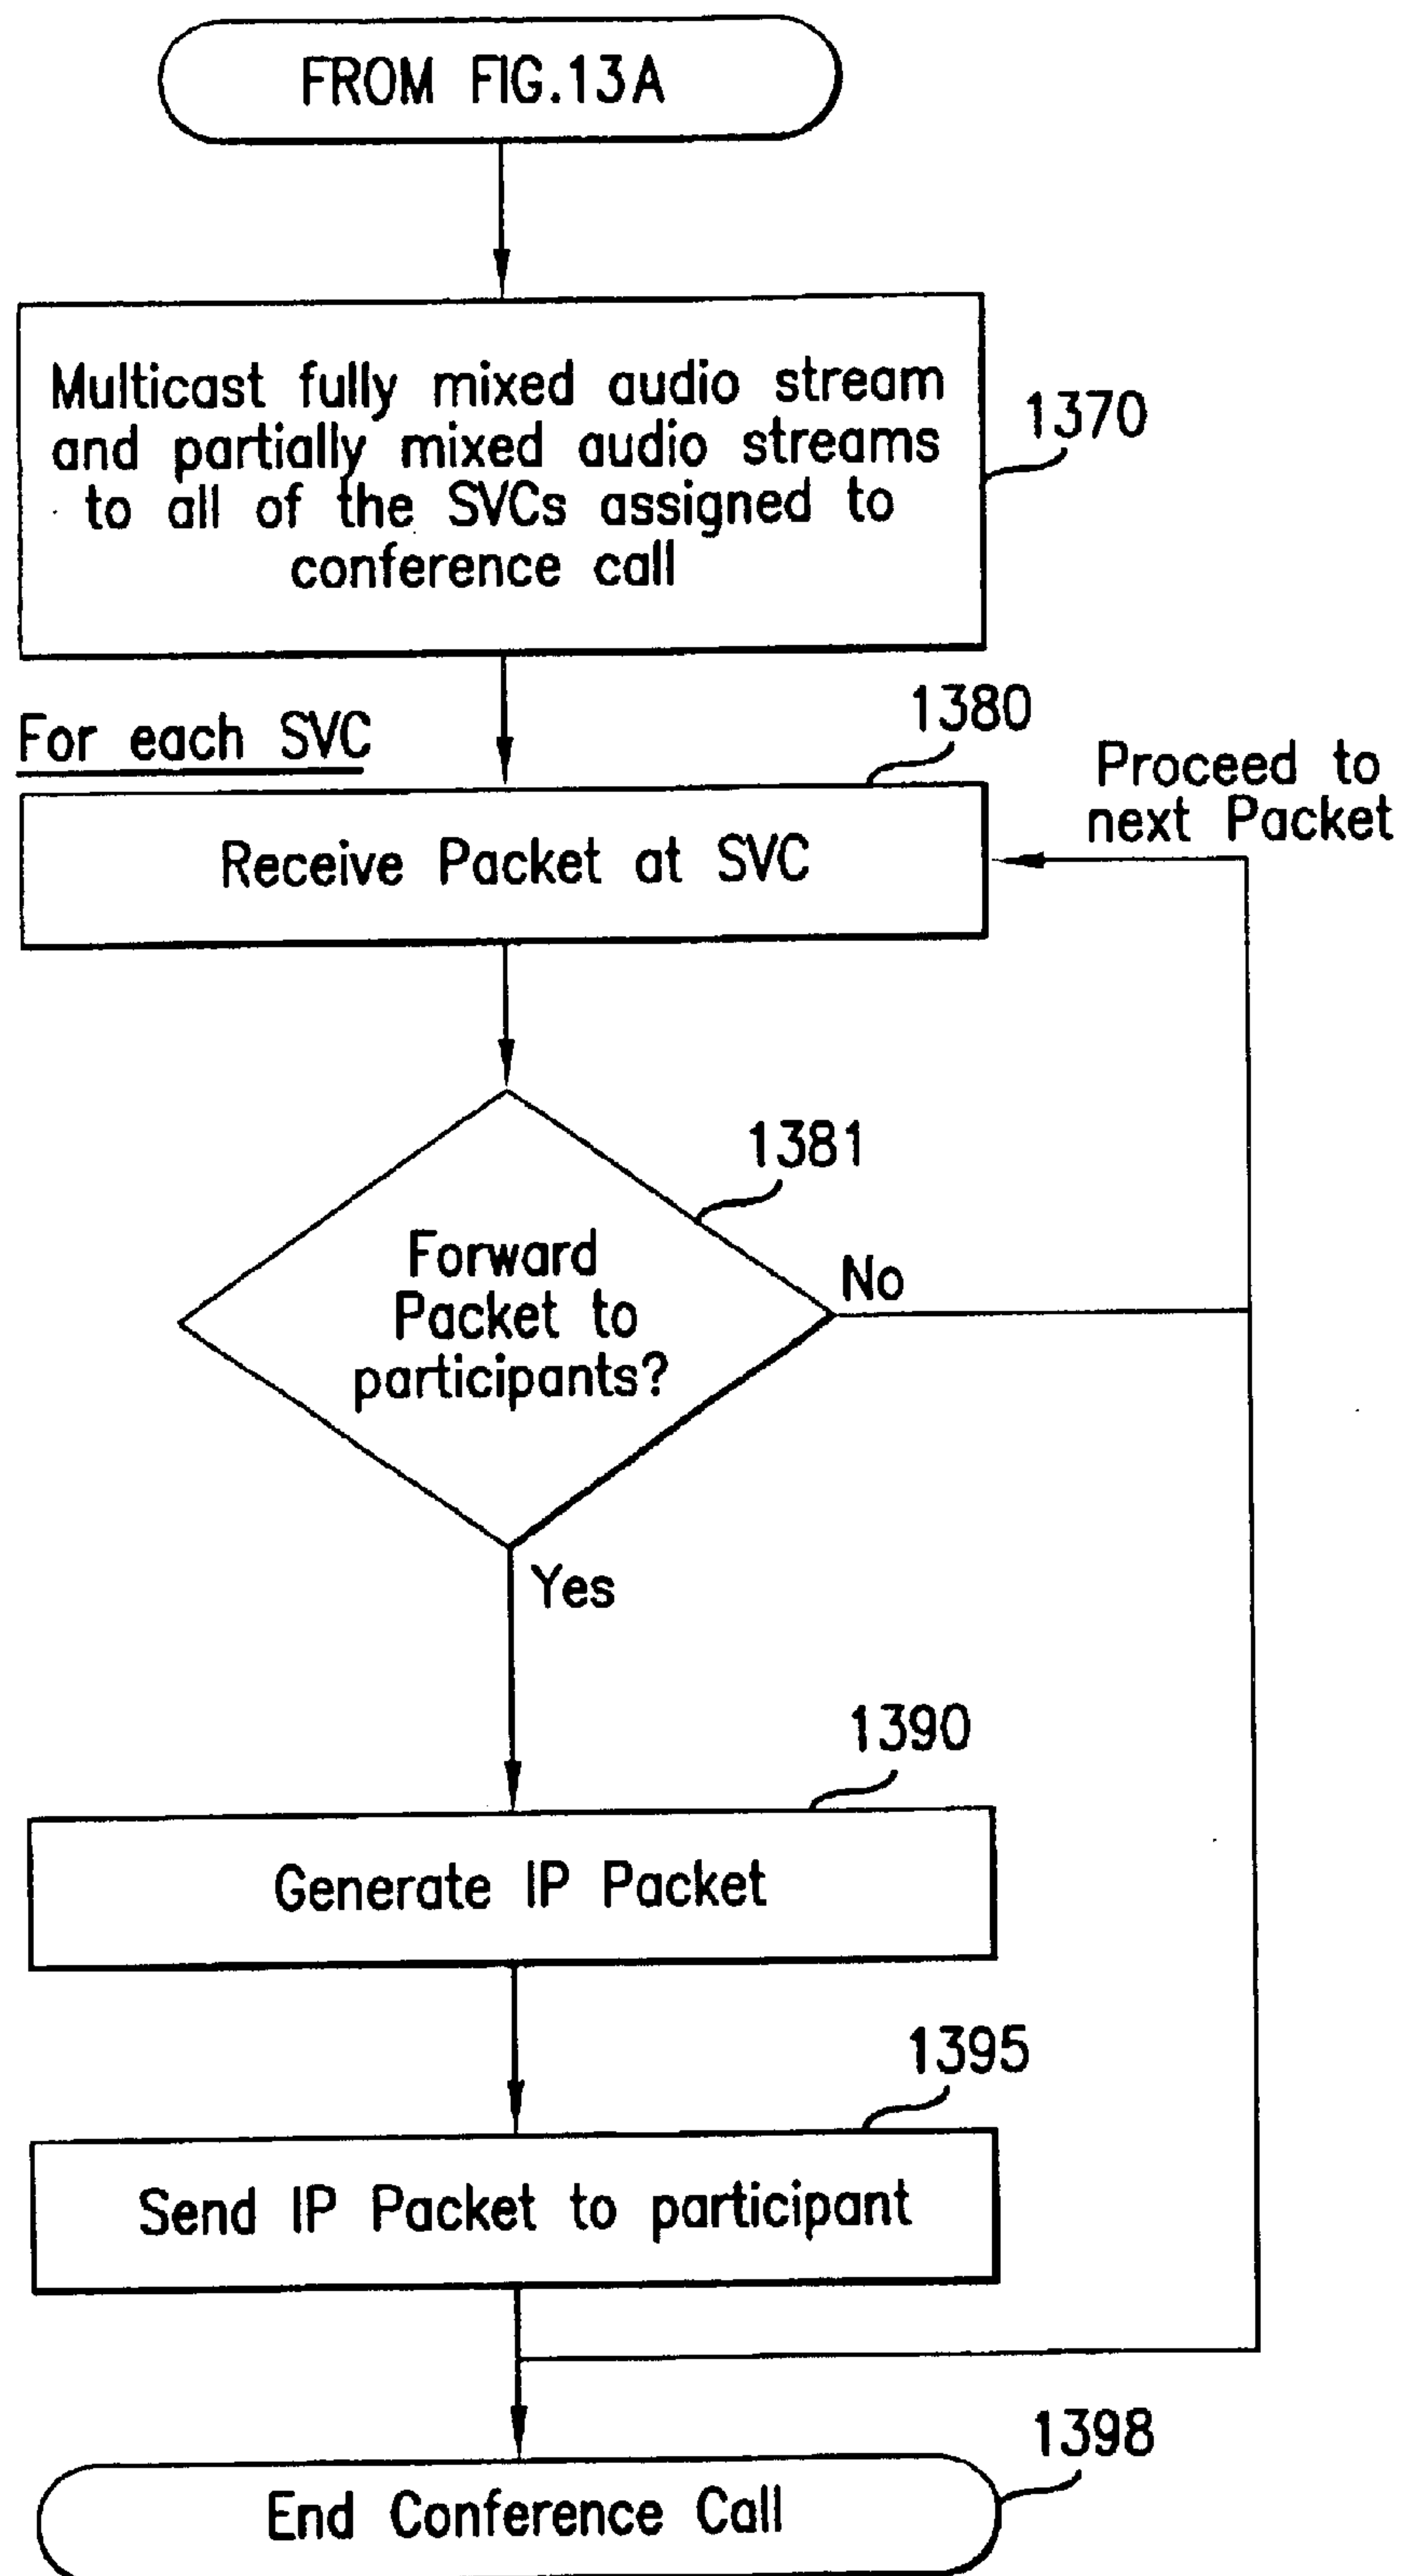 FROM FIG.13A
Multicast fully mixed audio stream
and partially mixed audio streams
to all of the SVCs assigned to
conference call
1370
For each SVC
1380
Proceed to
next Packet
Receive Packet at SVC
1381
Forward
Packet to
participants?
No
Yes
1390
Generate IP Packet
1395
Send IP Packet to participant
1398
End Conference Call